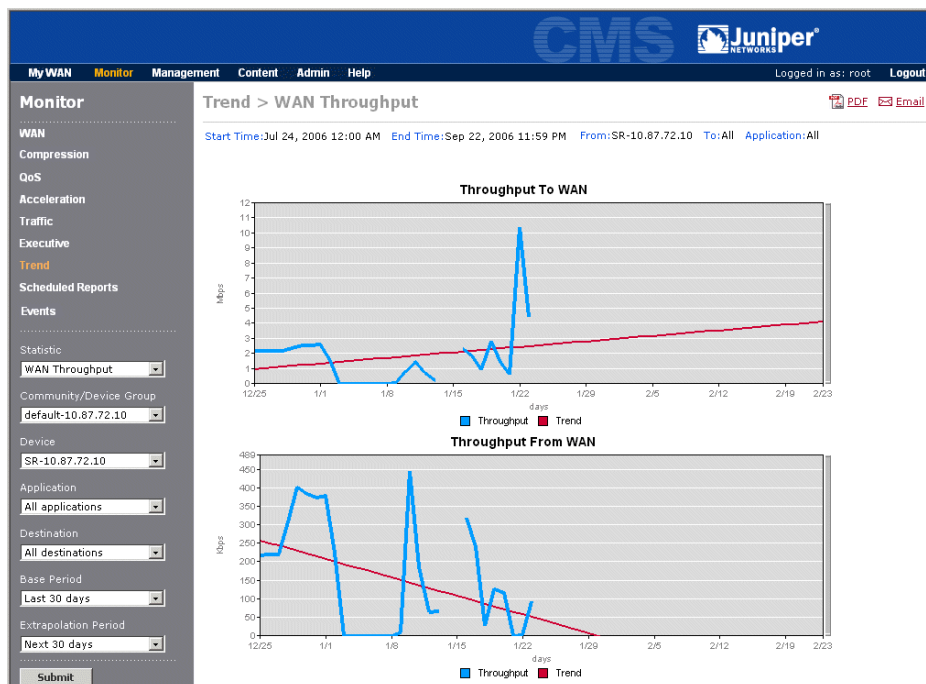 CMS
Juniper®
NETWORKS
My WAN Monitor Management Content Admin Help
Logged in as: root Logout
Monitor
WAN
Compression
QoS
Acceleration
Traffic
Executive
Trend
Scheduled Reports
Events
Statistic
WAN Throughput
Community/Device Group
default-10.87.72.10
Device
SR-10.87.72.10
Application
All applications
Destination
All destinations
Base Period
Last 30 days
Extrapolation Period
Next 30 days
Submit
Trend > WAN Throughput
PDF Email
Start Time:Jul 24, 2006 12:00 AM End Time:Sep 22, 2006 11:59 PM From:SR-10.87.72.10 To:All Application:All
Throughput To WAN
Mbps
12
11
10
9
8
7
6
5
4
3
2
1
0
12/25 1/1 1/8 1/15 1/22 1/29 2/5 2/12 2/19 2/23
days
Throughput Trend
Throughput From WAN
Kbps
489
450
400
350
300
250
200
150
100
50
0
12/25 1/1 1/8 1/15 1/22 1/29 2/5 2/12 2/19 2/23
days
Throughput Trend